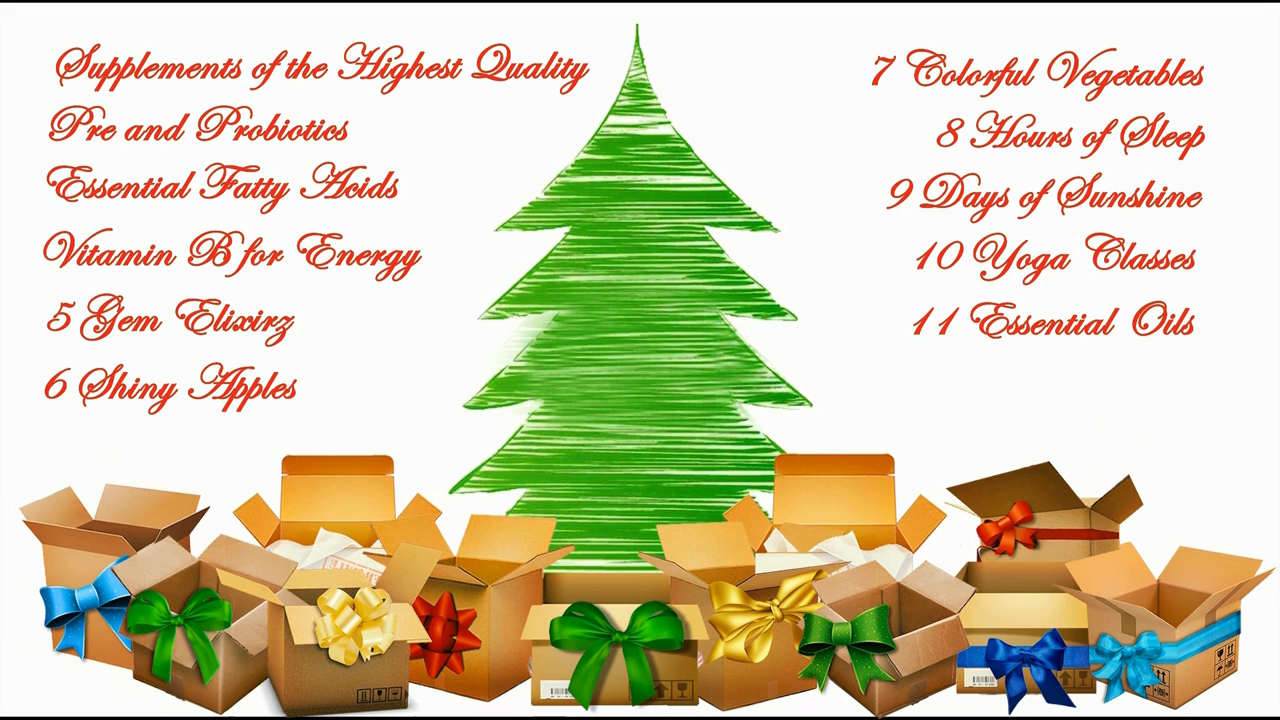 Supplements of the Highest Quality
Pre and Probiotics
Essential Fatty Acids
Vitamin B for Energy
5 Gem Elixirz
6 Shiny Apples
7 Colorful Vegetables
8 Hours of Sleep
9 Days of Sunshine
10 Yoga Classes
11 Essential Oils